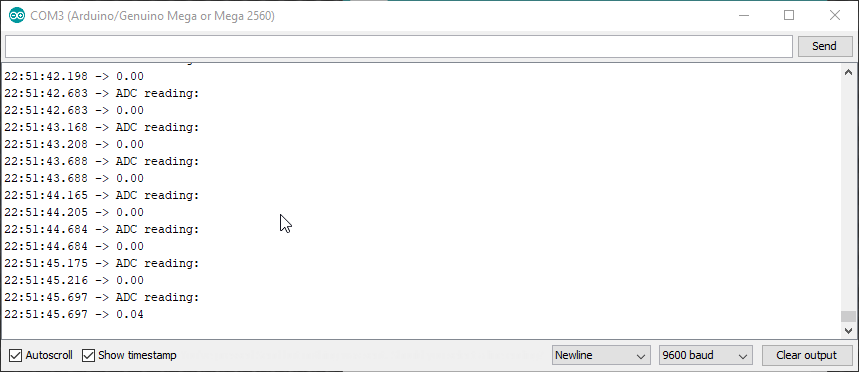 COM3 (Arduino/Genuino Mega or Mega 2560)
Send
22:51:42.198 -> 0.00
22:51:42.683 -> ADC reading:
22:51:42.683 -> 0.00
22:51:43.168 -> ADC reading:
22:51:43.208 -> 0.00
22:51:43.688 -> ADC reading:
22:51:43.688 -> 0.00
22:51:44.165 -> ADC reading:
22:51:44.205 -> 0.00
22:51:44.684 -> ADC reading:
22:51:44.684 -> 0.00
22:51:45.175 -> ADC reading:
22:51:45.216 -> 0.00
22:51:45.697 -> ADC reading:
22:51:45.697 -> 0.04
Autoscroll Show timestamp Newline 9600 baud Clear output